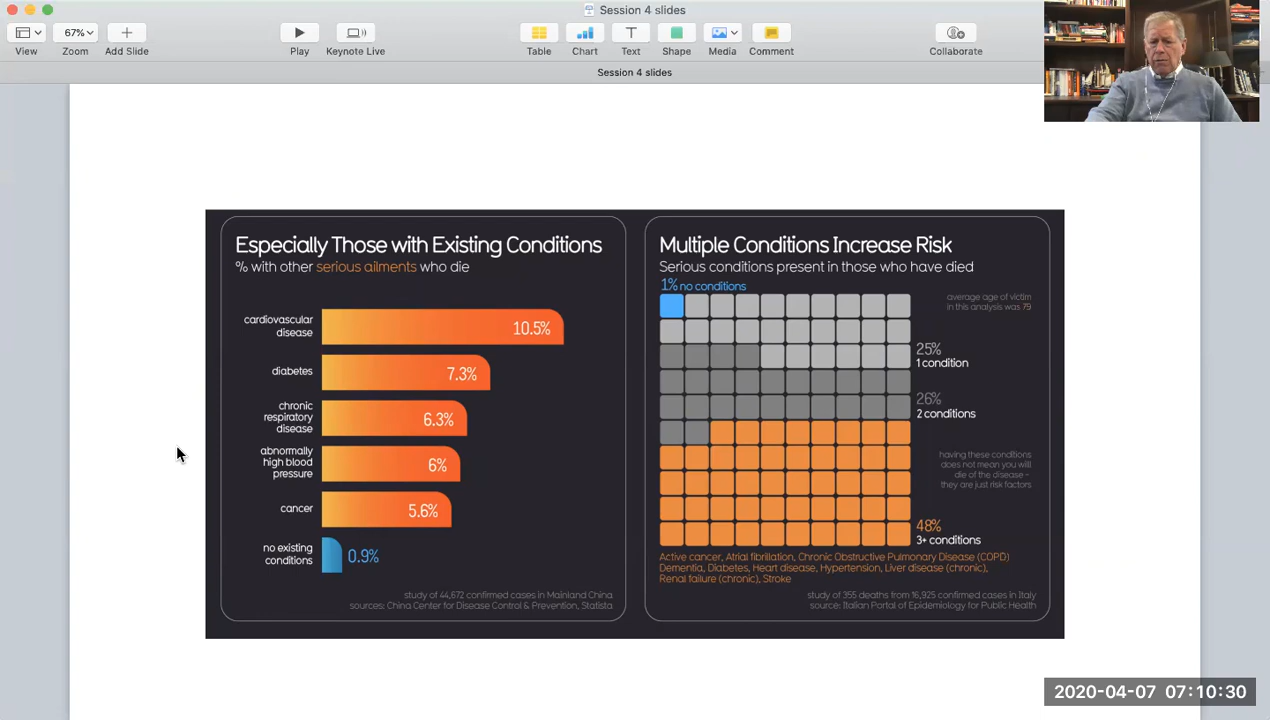 Session 4 slides
67%
View
Zoom
Add Slide
Play
Keynote Live
Table
Chart
Text
Shape
Media
Comment
Collaborate
Session 4 slides
Especially Those with Existing Conditions
% with other serious ailments who die
cardiovascular
disease
10.5%
diabetes
7.3%
chronic
respiratory
disease
6.3%
abnormally
high blood
pressure
6%
cancer
5.6%
no existing
conditions
0.9%
study of 44,672 confirmed cases in Mainland China
sources: China Center for Disease Control & Prevention, Statista
Multiple Conditions Increase Risk
Serious conditions present in those who have died
1% no conditions
average age of victim
in this analysis was 79
25%
1 condition
26%
2 conditions
having these conditions
does not mean you will
die of the disease -
they are just risk factors
48%
3+ conditions
Active cancer, Atrial fibrillation, Chronic Obstructive Pulmonary Disease (COPD)
Dementia, Diabetes, Heart disease, Hypertension, Liver disease (chronic),
Renal failure (chronic), Stroke
study of 355 deaths from 16,925 confirmed cases in Italy
source: Italian Portal of Epidemiology for Public Health
2020-04-07 07:10:30